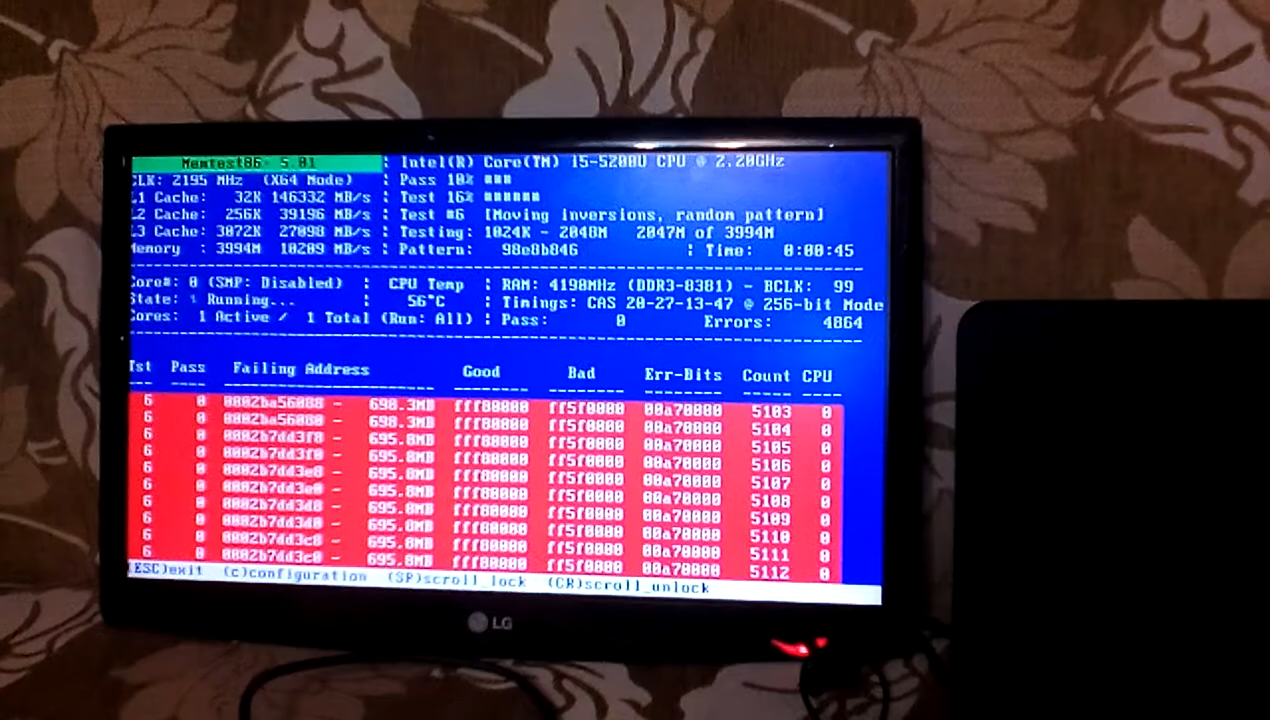 Memtest86 5.01 : Intel(R) Core(TM) i5-5200U CPU @ 2.20GHz
CLK: 2195 MHz (X64 Mode) : Pass 10%
L1 Cache: 32K 146332 MB/s : Test 16%
L2 Cache: 256K 39196 MB/s : Test #6 [Moving inversions, random pattern]
L3 Cache: 3072K 27098 MB/s : Testing: 1024K - 2048M 2047M of 3994M
Memory : 3994M 10209 MB/s : Pattern: 98e8b846 : Time: 0:00:45
Core#: 0 (SMP: Disabled) : CPU Temp : RAM: 4190MHz (DDR3-8381) - BCLK: 99
State: Running... : 56°C : Timings: CAS 20-27-13-47 @ 256-bit Mode
Cores: 1 Active / 1 Total (Run: All) : Pass: 0 Errors: 4864
Tst Pass Failing Address Good Bad Err-Bits Count CPU
6 0 0002ba56088 - 698.3MB fff80000 ff5f0000 00a70000 5103 0
6 0 0002ba56080 - 698.3MB fff80000 ff5f0000 00a70000 5104 0
6 0 0002b7dd3f8 - 695.8MB fff80000 ff5f0000 00a70000 5105 0
6 0 0002b7dd3f0 - 695.8MB fff80000 ff5f0000 00a70000 5106 0
6 0 0002b7dd3e8 - 695.8MB fff80000 ff5f0000 00a70000 5107 0
6 0 0002b7dd3e0 - 695.8MB fff80000 ff5f0000 00a70000 5108 0
6 0 0002b7dd3d8 - 695.8MB fff80000 ff5f0000 00a70000 5109 0
6 0 0002b7dd3d0 - 695.8MB fff80000 ff5f0000 00a70000 5110 0
6 0 0002b7dd3c8 - 695.8MB fff80000 ff5f0000 00a70000 5111 0
6 0 0002b7dd3c0 - 695.8MB fff80000 ff5f0000 00a70000 5112 0
(ESC)exit (c)configuration (SP)scroll_lock (CR)scroll_unlock
LG